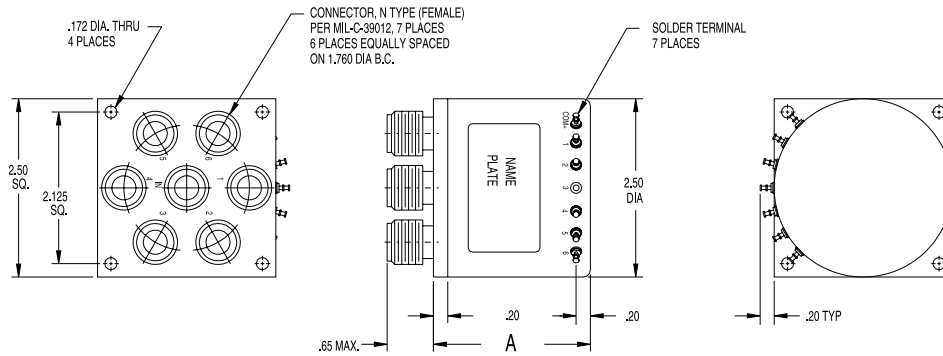 .172 DIA. THRU
4 PLACES
CONNECTOR, N TYPE (FEMALE)
PER MIL-C-39012, 7 PLACES
6 PLACES EQUALLY SPACED
ON 1.760 DIA B.C.
SOLDER TERMINAL
7 PLACES
2.50
SQ.
2.125
SQ.
5
6
4
IN
1
3
2
NAME
PLATE
COM+
1
2
3
4
5
6
2.50
DIA
.20
.20
.65 MAX.
A
.20 TYP